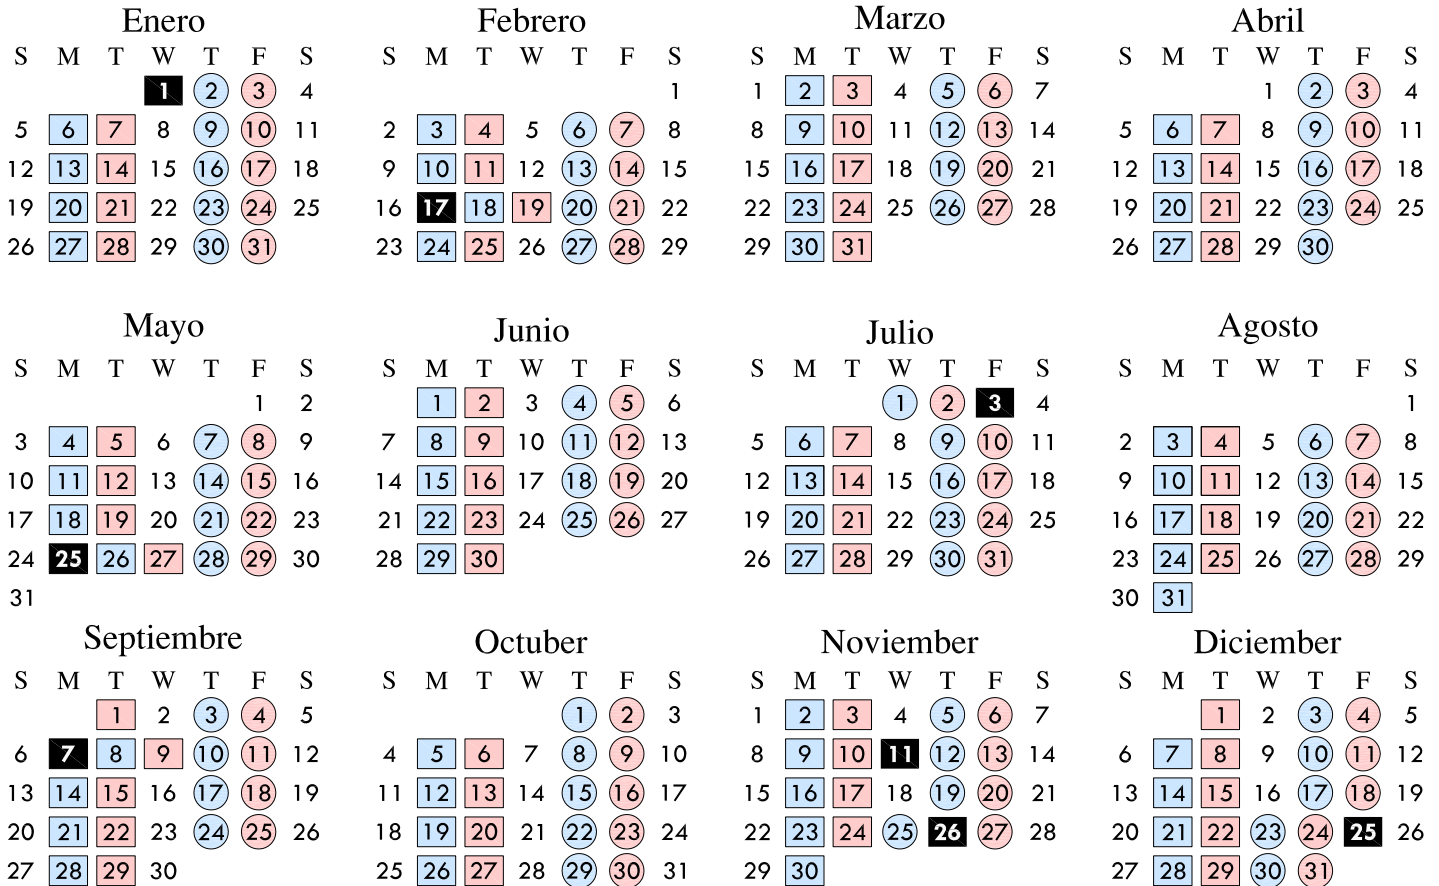 Enero Febrero Marzo Abril
S M T W T F S S M T W T F S S M T W T F S S M T W T F S
1 2 3 4 1 1 2 3 4 5 6 7 1 2 3 4
5 6 7 8 9 10 11 2 3 4 5 6 7 8 8 9 10 11 12 13 14 5 6 7 8 9 10 11
12 13 14 15 16 17 18 9 10 11 12 13 14 15 15 16 17 18 19 20 21 12 13 14 15 16 17 18
19 20 21 22 23 24 25 16 17 18 19 20 21 22 22 23 24 25 26 27 28 19 20 21 22 23 24 25
26 27 28 29 30 31 23 24 25 26 27 28 29 29 30 31 26 27 28 29 30
Mayo Junio Julio Agosto
S M T W T F S S M T W T F S S M T W T F S S M T W T F S
1 2 1 2 3 4 5 6 1 2 3 4 1
3 4 5 6 7 8 9 7 8 9 10 11 12 13 5 6 7 8 9 10 11 2 3 4 5 6 7 8
10 11 12 13 14 15 16 14 15 16 17 18 19 20 12 13 14 15 16 17 18 9 10 11 12 13 14 15
17 18 19 20 21 22 23 21 22 23 24 25 26 27 19 20 21 22 23 24 25 16 17 18 19 20 21 22
24 25 26 27 28 29 30 28 29 30 26 27 28 29 30 31 23 24 25 26 27 28 29
31 30 31
Septiembre Octuber Noviember Diciember
S M T W T F S S M T W T F S S M T W T F S S M T W T F S
1 2 3 4 5 1 2 3 1 2 3 4 5 6 7 1 2 3 4 5
6 7 8 9 10 11 12 4 5 6 7 8 9 10 8 9 10 11 12 13 14 6 7 8 9 10 11 12
13 14 15 16 17 18 19 11 12 13 14 15 16 17 15 16 17 18 19 20 21 13 14 15 16 17 18 19
20 21 22 23 24 25 26 18 19 20 21 22 23 24 22 23 24 25 26 27 28 20 21 22 23 24 25 26
27 28 29 30 25 26 27 28 29 30 31 29 30 27 28 29 30 31